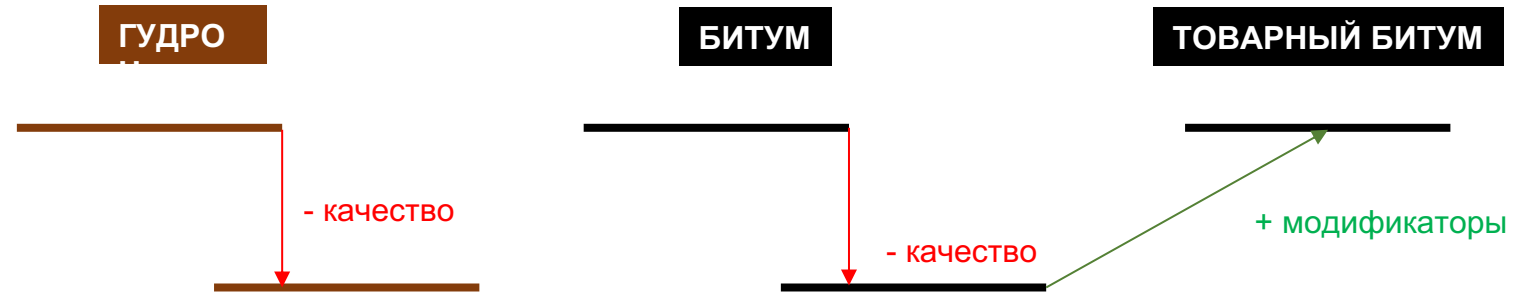 ГУДРО
БИТУМ
ТОВАРНЫЙ БИТУМ
- качество
- качество
+ модификаторы